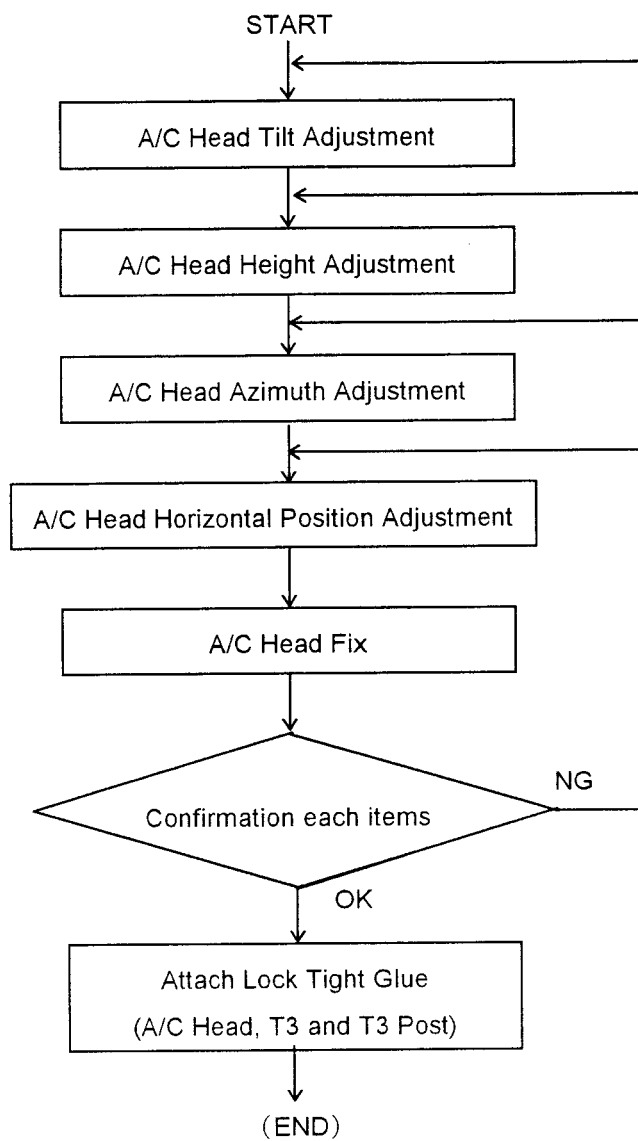 START
A/C Head Tilt Adjustment
A/C Head Height Adjustment
A/C Head Azimuth Adjustment
A/C Head Horizontal Position Adjustment
A/C Head Fix
Confirmation each items
NG
OK
Attach Lock Tight Glue
(A/C Head, T3 and T3 Post)
(END)